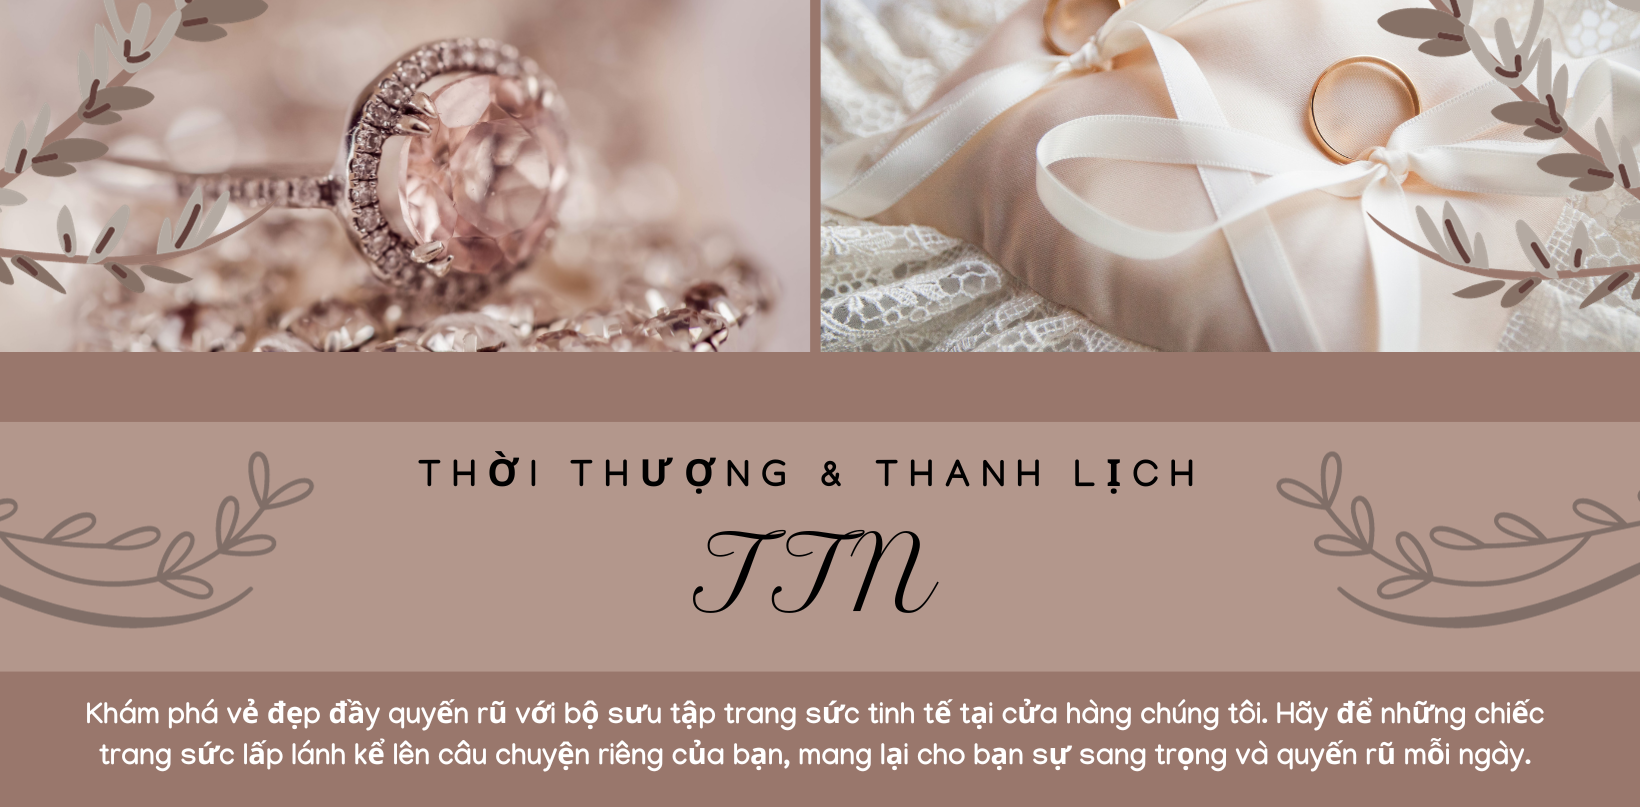 THỜI THƯỢNG & THANH LỊCH
TTN
Khám phá vẻ đẹp đầy quyến rũ với bộ sưu tập trang sức tinh tế tại cửa hàng chúng tôi. Hãy để những chiếc
trang sức lấp lánh kể lên câu chuyện riêng của bạn, mang lại cho bạn sự sang trọng và quyến rũ mỗi ngày.